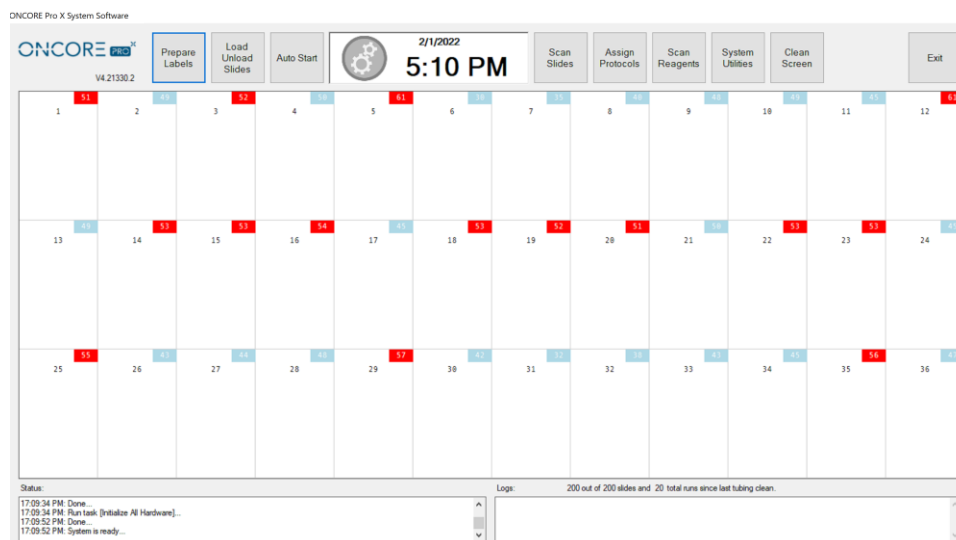 ONCORE Pro X System Software
ONCORE PRO X
V4.21330.2
Prepare Labels
Load Unload Slides
Auto Start
2/1/2022
5:10 PM
Scan Slides
Assign Protocols
Scan Reagents
System Utilities
Clean Screen
Exit
51 49 52 50 61 30 35 48 48 49 45
1 2 3 4 5 6 7 8 9 10 11 12
49 53 53 54 45 53 52 51 50 53 53
13 14 15 16 17 18 19 20 21 22 23 24
55 43 44 48 57 42 32 38 43 45 56
25 26 27 28 29 30 31 32 33 34 35 36
Status:
17:09:34 PM: Done...
17:09:34 PM: Run task [Initialize All Hardware]...
17:09:52 PM: Done...
17:09:52 PM: System is ready...
Logs: 200 out of 200 slides and 20 total runs since last tubing clean.